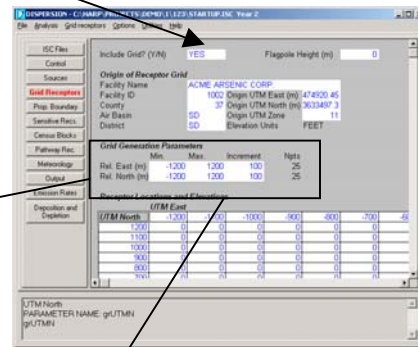 DISPERSION - C:\HARP\PROJECTS\DEMO\1\123\STARTUP.ISC Year 2
File Analysis Grid receptors Options Utilities Help
ISC Files
Control
Sources
Grid Receptors
Prop. Boundary
Sensitive Recs.
Census Blocks
Pathway Rec.
Meteorology
Output
Emission Rates
Deposition and Depletion
Include Grid? (Y/N) YES Flagpole Height (m) 0
Origin of Receptor Grid
Facility Name ACME ARSENIC CORP.
Facility ID 1002 Origin UTM East (m) 474920.45
County 37 Origin UTM North (m) 3633497.3
Air Basin SD Origin UTM Zone 11
District SD Elevation Units FEET
Grid Generation Parameters
Min. Max. Increment Npts
Rel. East (m) -1200 1200 100 25
Rel. North (m) -1200 1200 100 25
Receptor Locations and Elevations
UTM East
UTM North -1200 -1100 -1000 -900 -800 -700
1200 0 0 0 0 0 0
1100 0 0 0 0 0 0
1000 0 0 0 0 0 0
900 0 0 0 0 0 0
800 0 0 0 0 0 0
700 0 0 0 0 0 0
UTM North
PARAMETER NAME: grUTMN
grUTMN